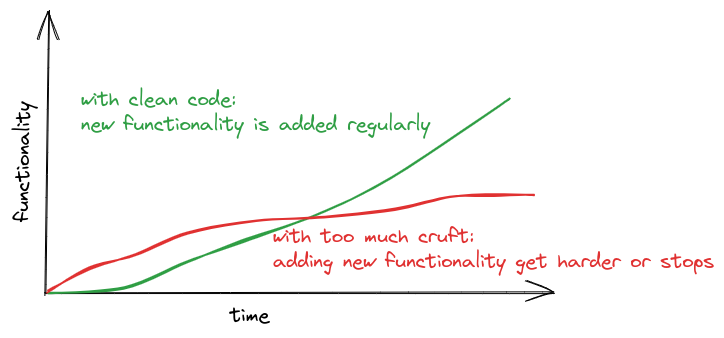 with clean code:
new functionality is added regularly
functionality
with too much cruft:
adding new functionality get harder or stops
time